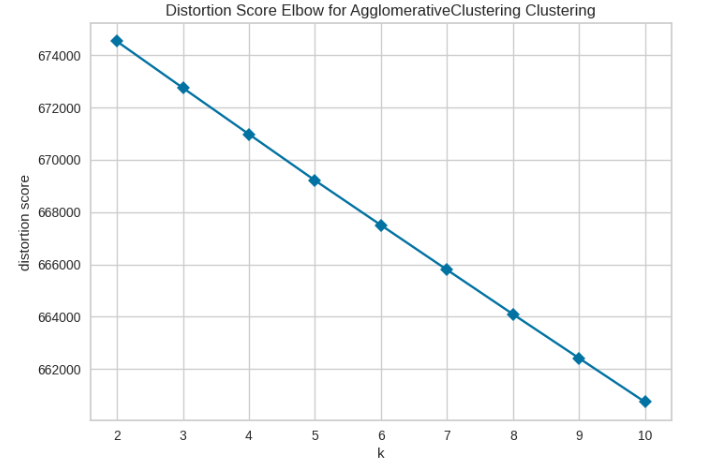 Distortion Score Elbow for AgglomerativeClustering Clustering
674000
672000
670000
668000
666000
664000
662000
distortion score
2 3 4 5 6 7 8 9 10
k